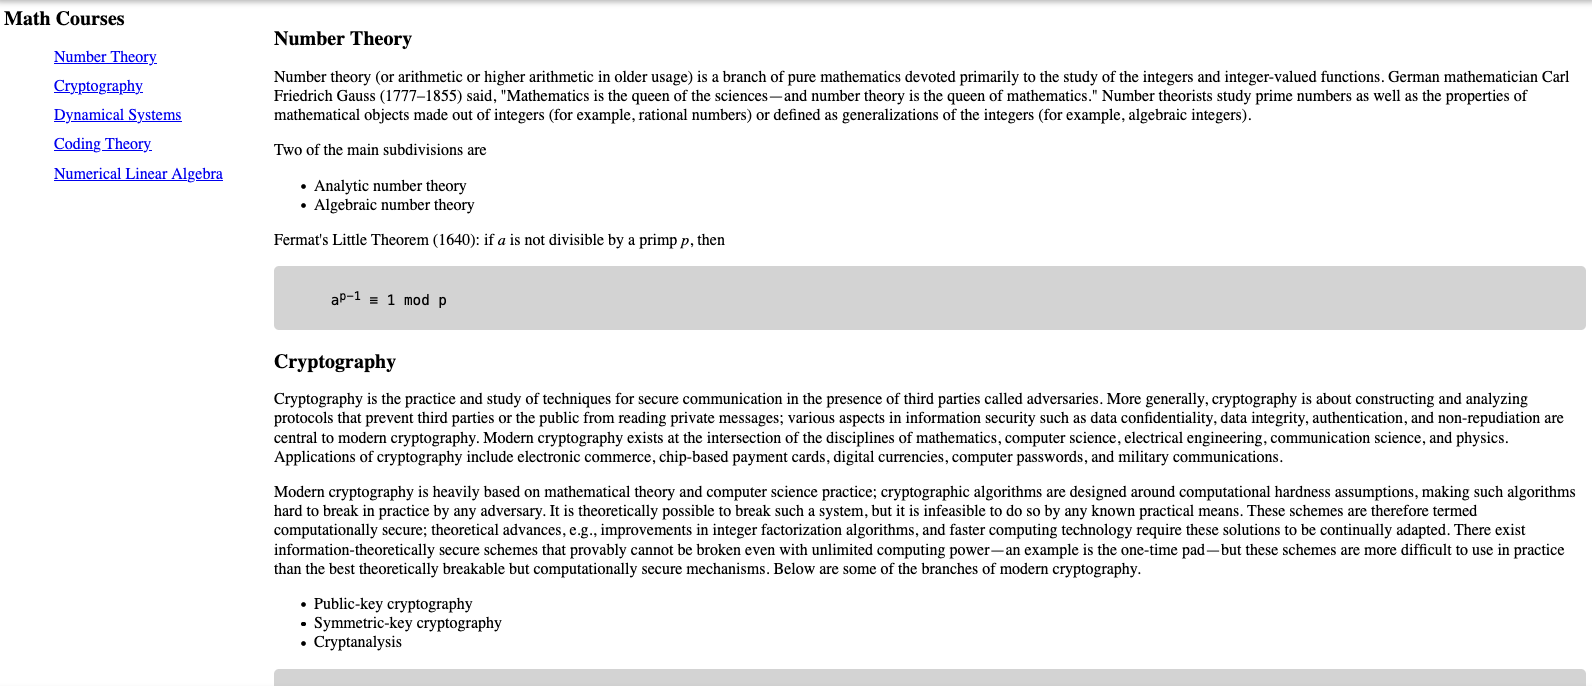 Math Courses
Number Theory
Cryptography
Dynamical Systems
Coding Theory
Numerical Linear Algebra
Number Theory
Number theory (or arithmetic or higher arithmetic in older usage) is a branch of pure mathematics devoted primarily to the study of the integers and integer-valued functions. German mathematician Carl
Friedrich Gauss (1777–1855) said, "Mathematics is the queen of the sciences—and number theory is the queen of mathematics." Number theorists study prime numbers as well as the properties of
mathematical objects made out of integers (for example, rational numbers) or defined as generalizations of the integers (for example, algebraic integers).
Two of the main subdivisions are
• Analytic number theory
• Algebraic number theory
Fermat's Little Theorem (1640): if a is not divisible by a primp p, then
a^p−1 ≡ 1 mod p
Cryptography
Cryptography is the practice and study of techniques for secure communication in the presence of third parties called adversaries. More generally, cryptography is about constructing and analyzing
protocols that prevent third parties or the public from reading private messages; various aspects in information security such as data confidentiality, data integrity, authentication, and non-repudiation are
central to modern cryptography. Modern cryptography exists at the intersection of the disciplines of mathematics, computer science, electrical engineering, communication science, and physics.
Applications of cryptography include electronic commerce, chip-based payment cards, digital currencies, computer passwords, and military communications.
Modern cryptography is heavily based on mathematical theory and computer science practice; cryptographic algorithms are designed around computational hardness assumptions, making such algorithms
hard to break in practice by any adversary. It is theoretically possible to break such a system, but it is infeasible to do so by any known practical means. These schemes are therefore termed
computationally secure; theoretical advances, e.g., improvements in integer factorization algorithms, and faster computing technology require these solutions to be continually adapted. There exist
information-theoretically secure schemes that provably cannot be broken even with unlimited computing power—an example is the one-time pad—but these schemes are more difficult to use in practice
than the best theoretically breakable but computationally secure mechanisms. Below are some of the branches of modern cryptography.
• Public-key cryptography
• Symmetric-key cryptography
• Cryptanalysis